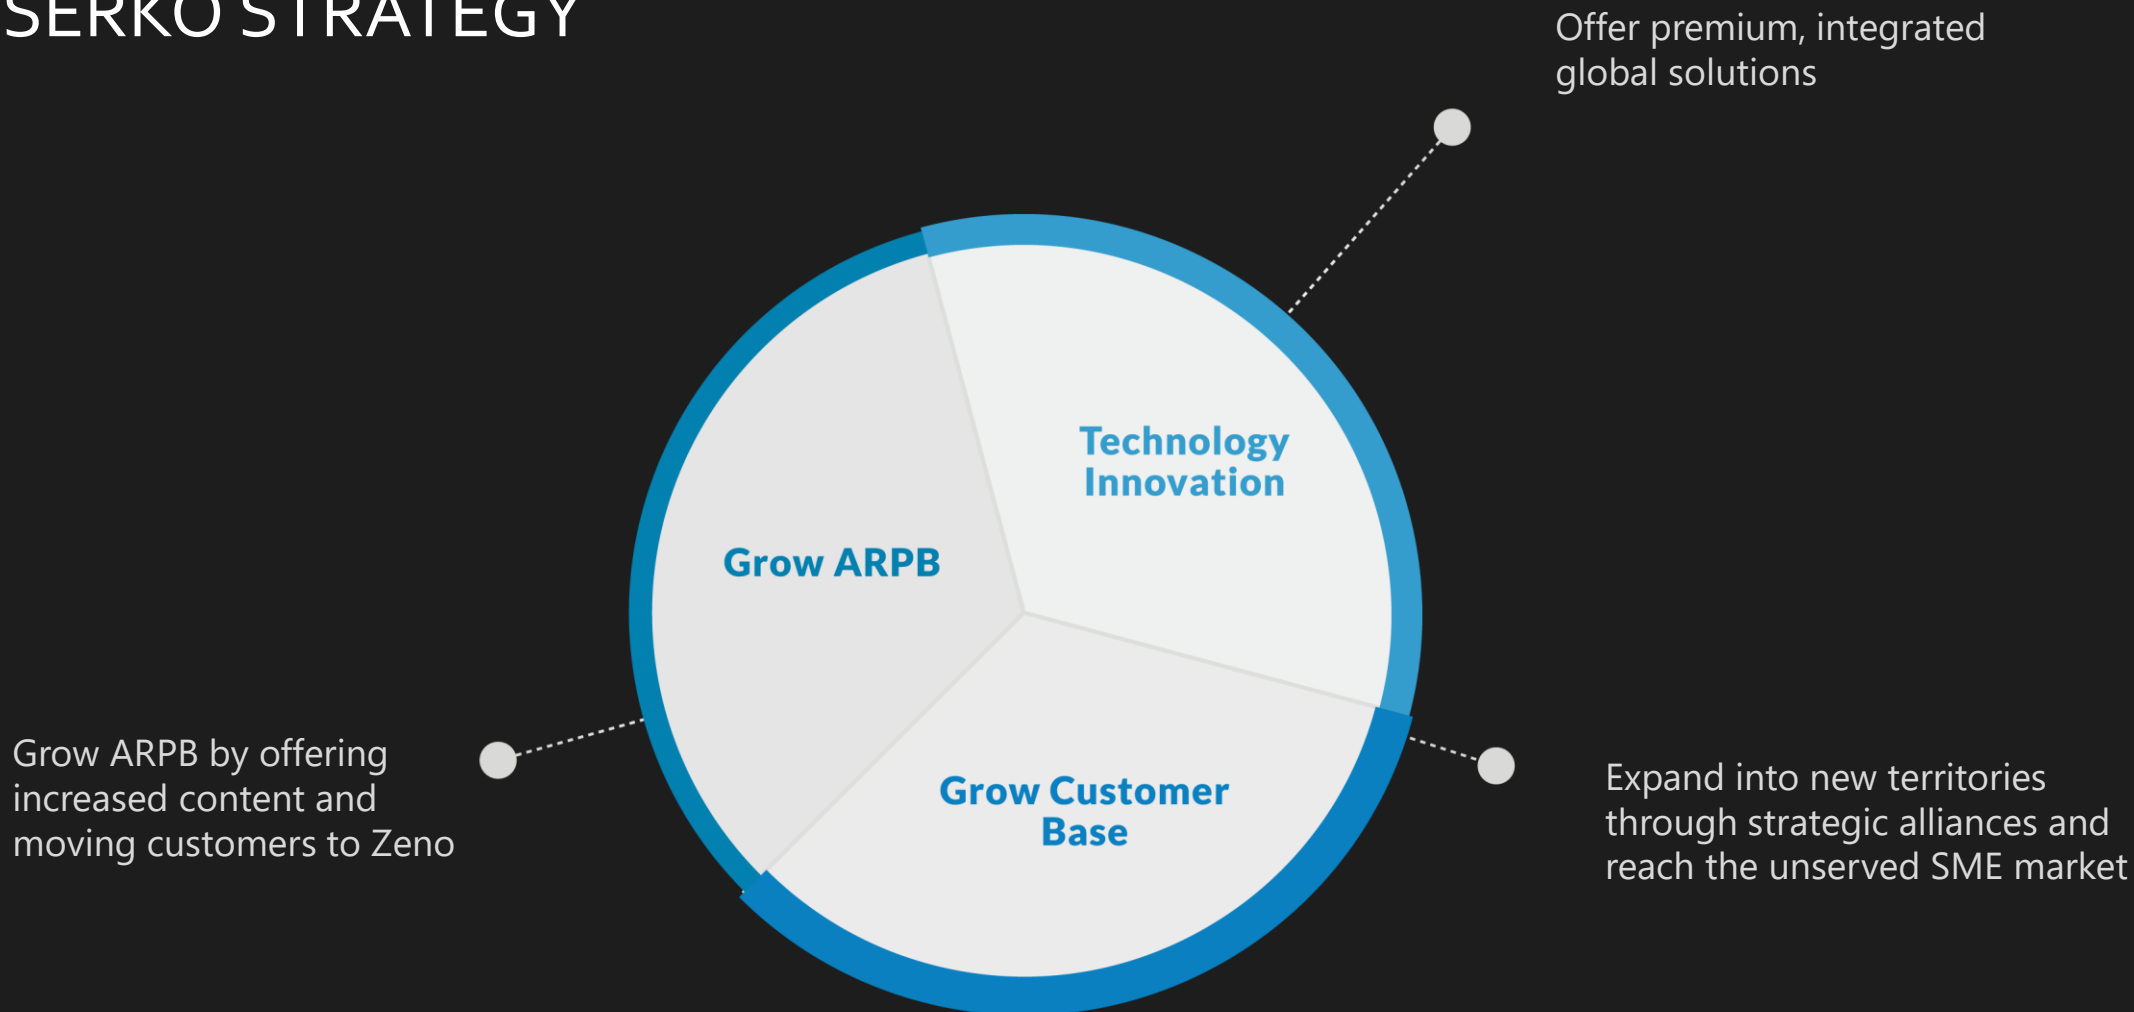 SERKO STRATEGY
Offer premium, integrated
global solutions
Technology
Innovation
Grow ARPB
Grow ARPB by offering
increased content and
moving customers to Zeno
Grow Customer
Base
Expand into new territories
through strategic alliances and
reach the unserved SME market